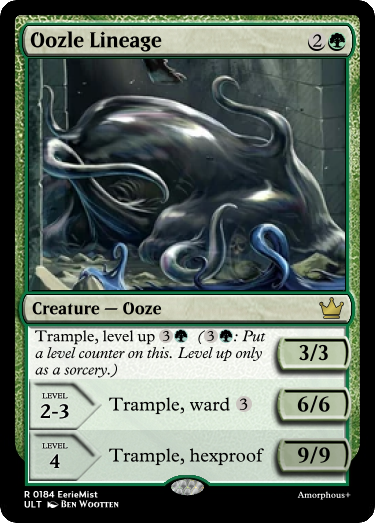 Oozle Lineage 2
Creature — Ooze
Trample, level up 3 (3: Put
a level counter on this. Level up only
as a sorcery.)
3/3
LEVEL
2-3
Trample, ward 3
6/6
LEVEL
4
Trample, hexproof
9/9
R 0184 EerieMist
ULT Ben Wootten
Amorphous+